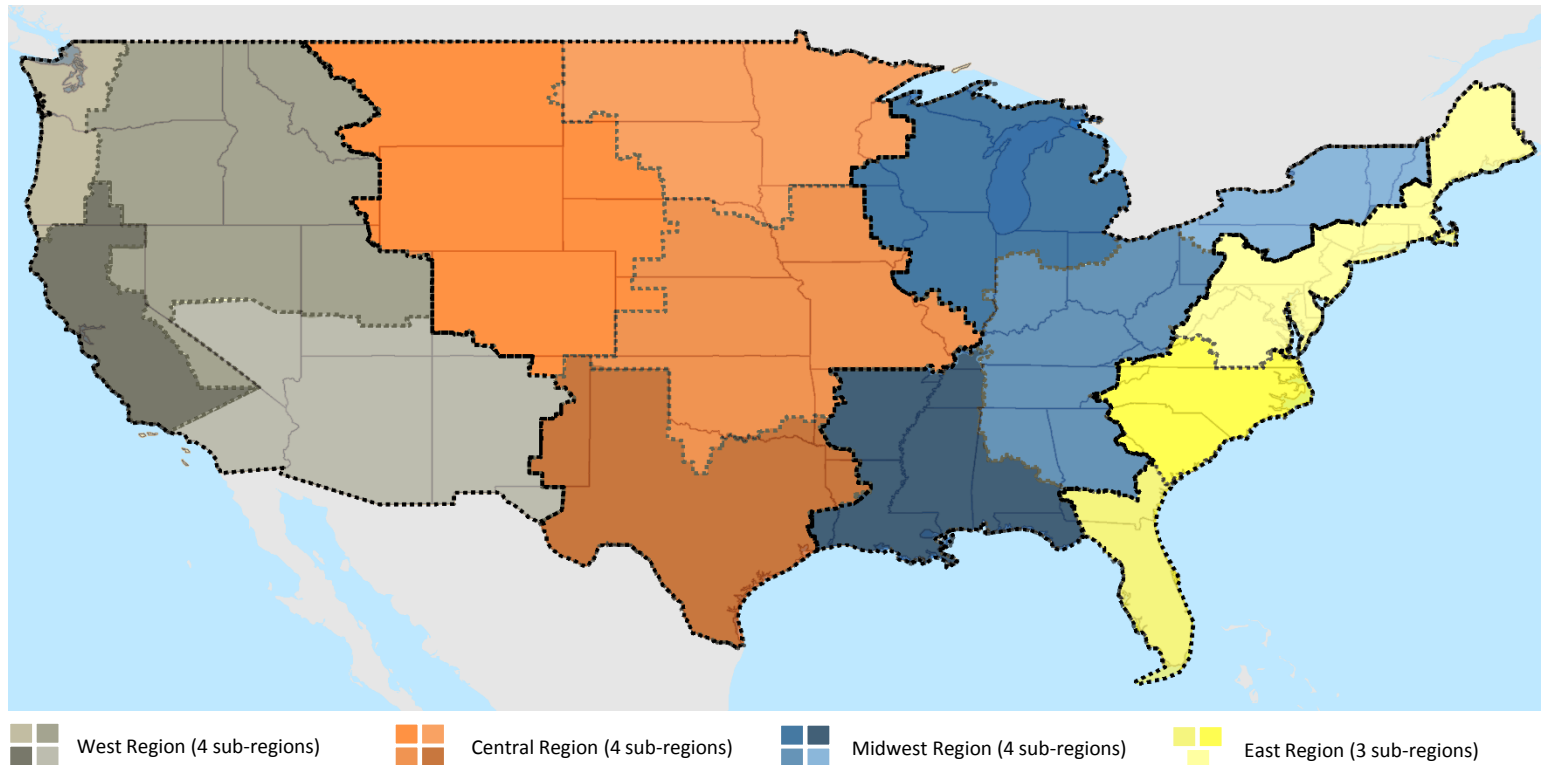 West Region (4 sub-regions)
Central Region (4 sub-regions)
Midwest Region (4 sub-regions)
East Region (3 sub-regions)